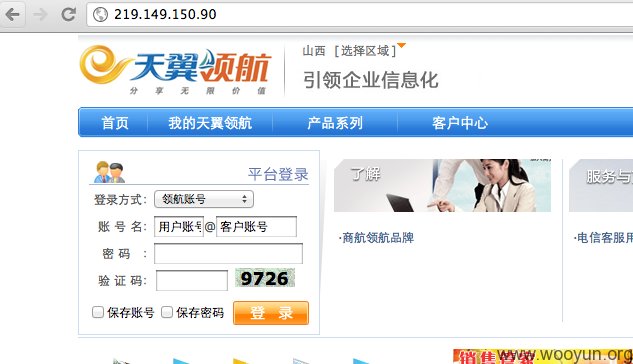 219.149.150.90
天翼领航
分享无限价值
山西 [选择区域]
引领企业信息化
首页 我的天翼领航 产品系列 客户中心
平台登录
登录方式: 领航账号
账 号 名: 用户账号@客户账号
密 码 :
验 证 码: 9726
保存账号 保存密码 登 录
了解
·商航领航品牌
服务与
·电信客服用
销售管家
www.wooyun.org